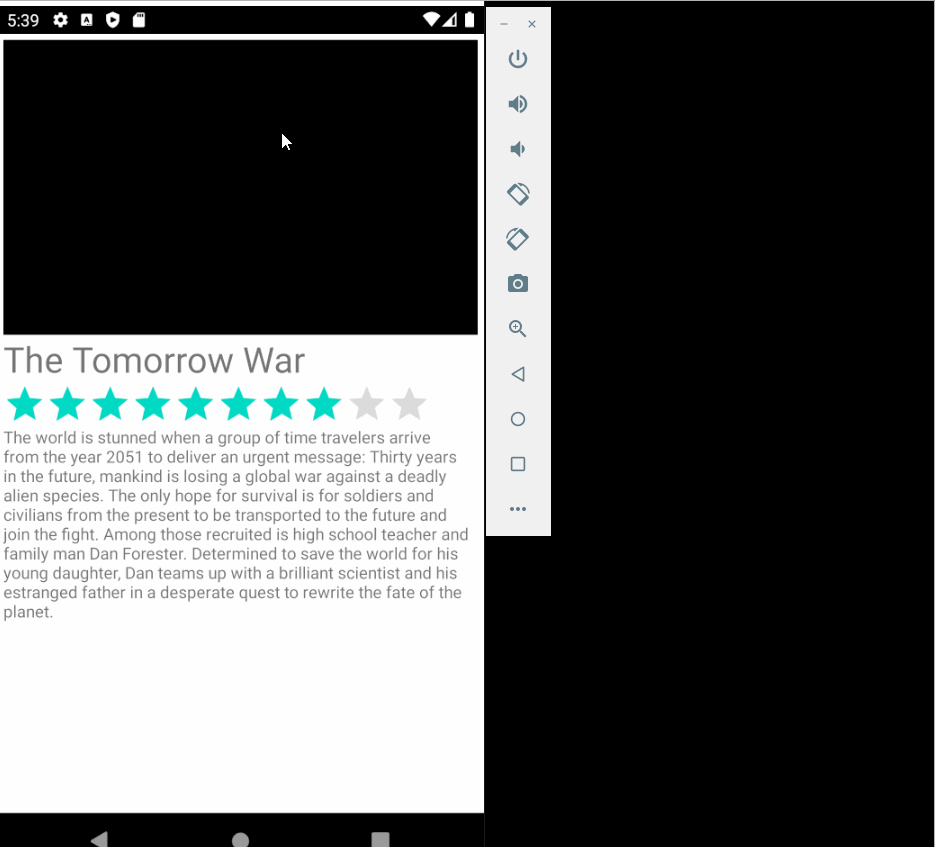 5:39
The Tomorrow War
The world is stunned when a group of time travelers arrive
from the year 2051 to deliver an urgent message: Thirty years
in the future, mankind is losing a global war against a deadly
alien species. The only hope for survival is for soldiers and
civilians from the present to be transported to the future and
join the fight. Among those recruited is high school teacher and
family man Dan Forester. Determined to save the world for his
young daughter, Dan teams up with a brilliant scientist and his
estranged father in a desperate quest to rewrite the fate of the
planet.